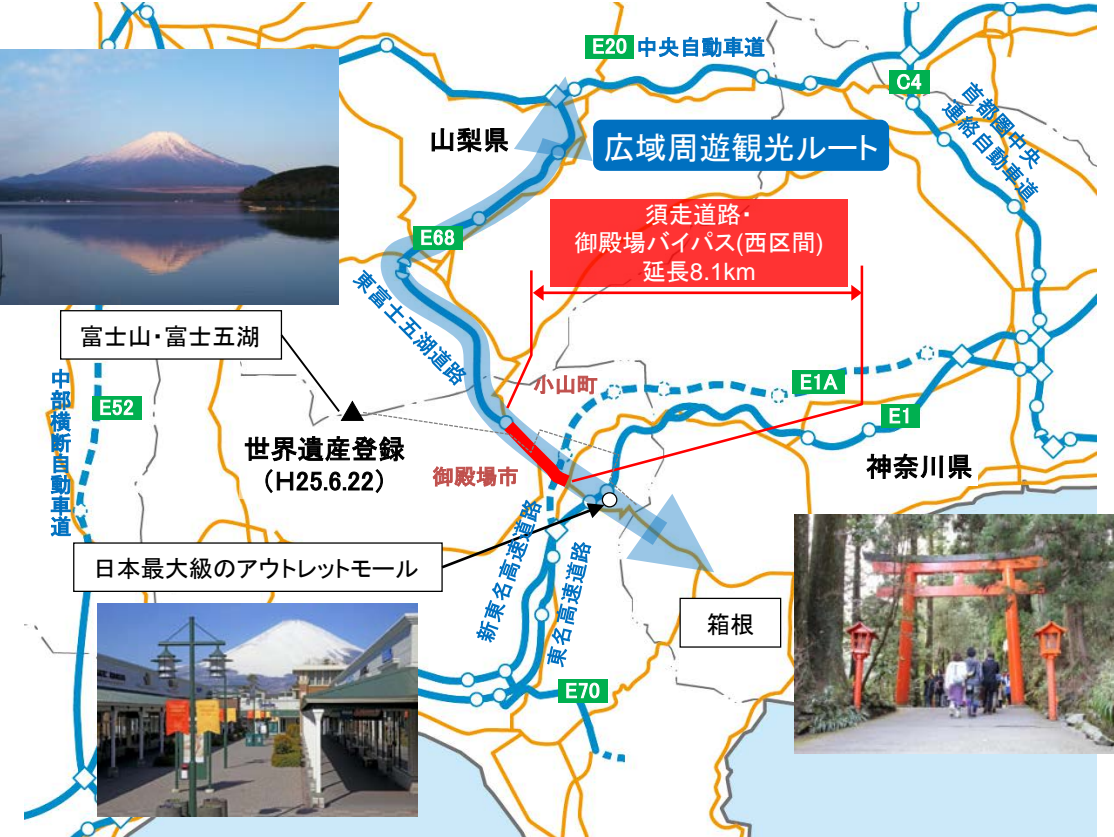 E20 中央自動車道
C4
首都圏中央
連絡自動車道
山梨県
広域周遊観光ルート
須走道路・
御殿場バイパス(西区間)
延長8.1km
E68
東富士五湖道路
富士山・富士五湖
中部横断自動車道
E52
小山町
E1A
E1
世界遺産登録
(H25.6.22)
御殿場市
神奈川県
日本最大級のアウトレットモール
新東名高速道路
東名高速道路
箱根
E70